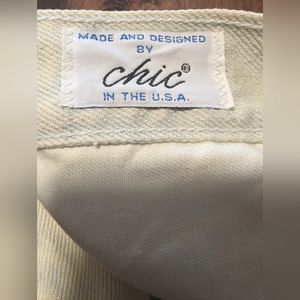 MADE AND DESIGNED
BY
chic®
IN THE U.S.A.